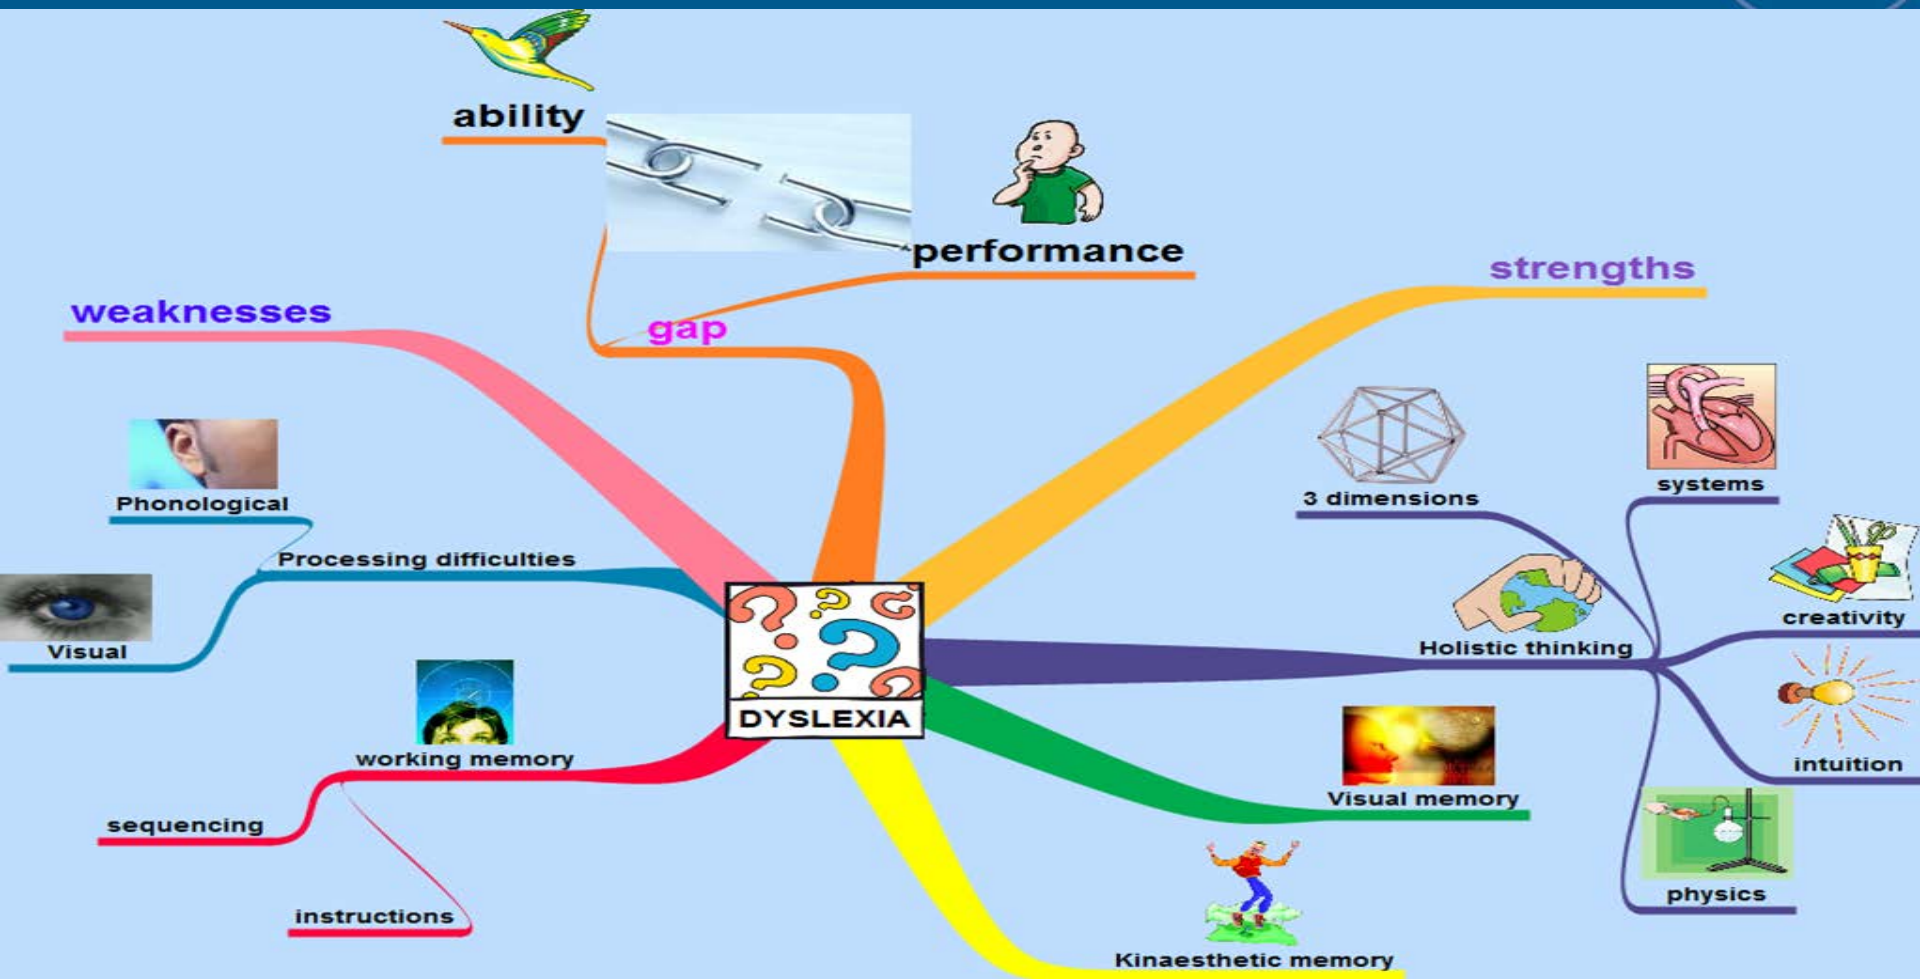 ability
performance
gap
weaknesses
strengths
Phonological
Processing difficulties
Visual
working memory
sequencing
instructions
DYSLEXIA
3 dimensions
systems
creativity
Holistic thinking
intuition
physics
Visual memory
Kinaesthetic memory